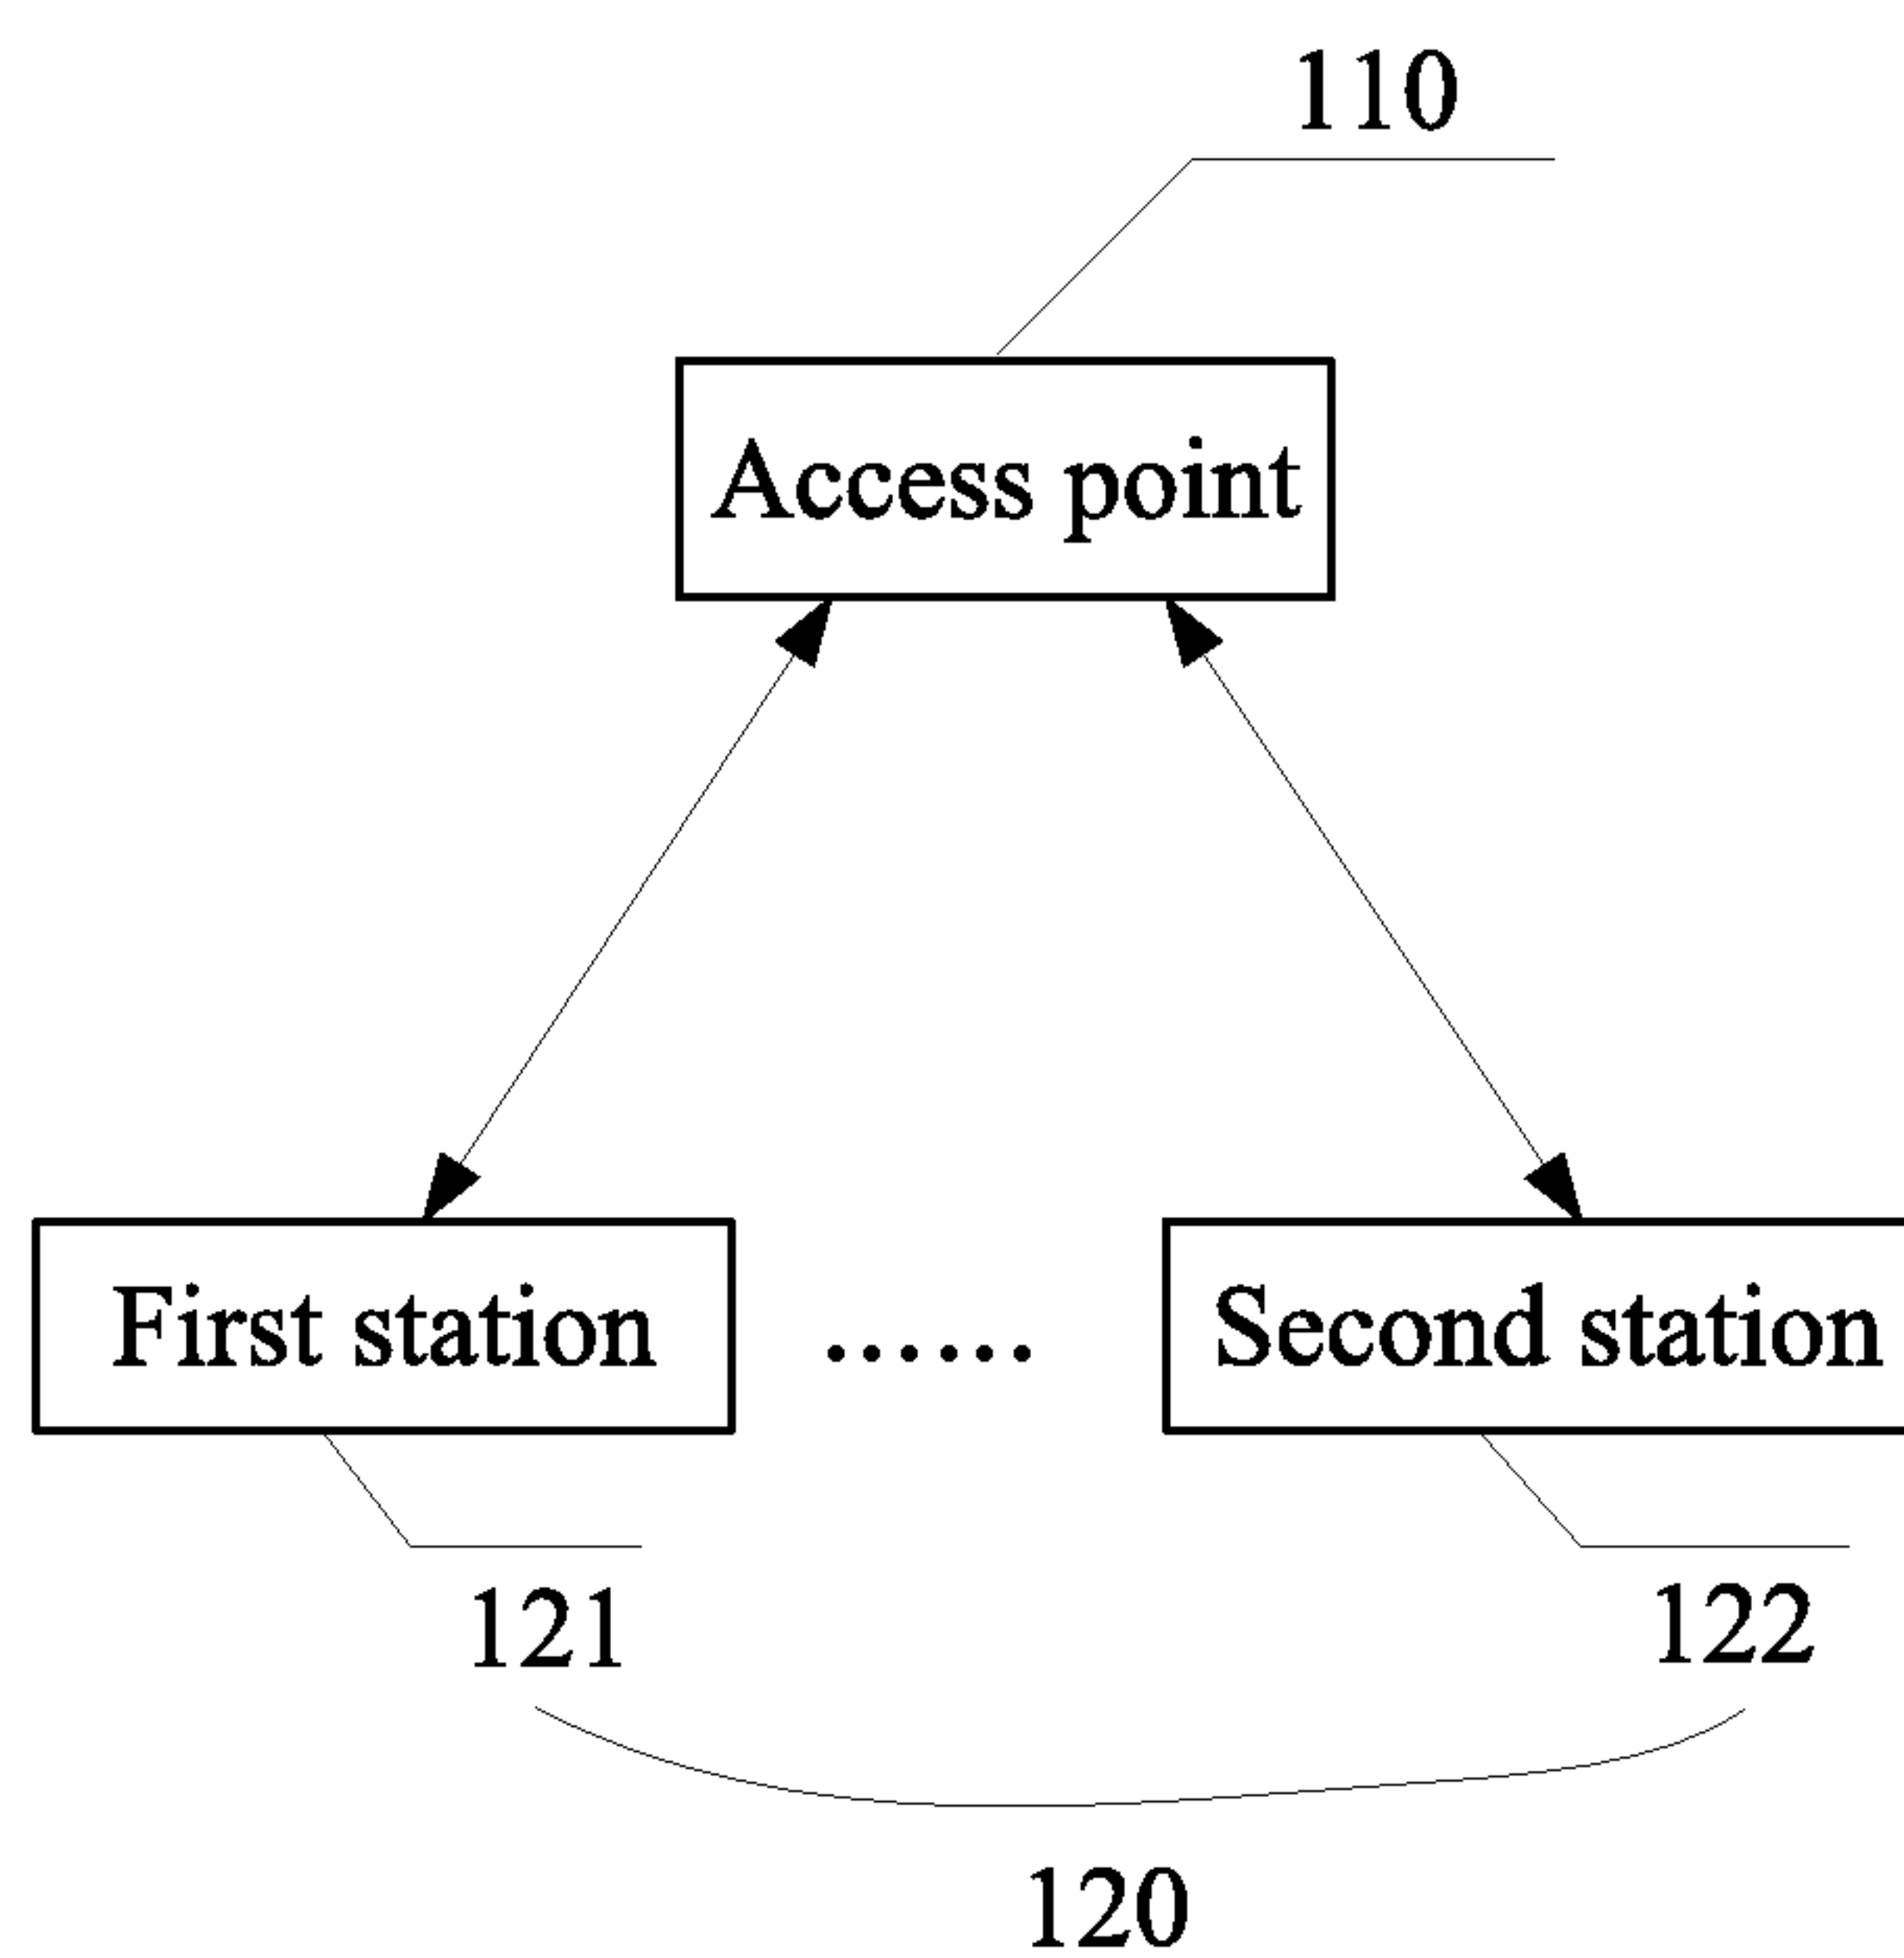 110
Access point
First station
......
Second station
121
122
120